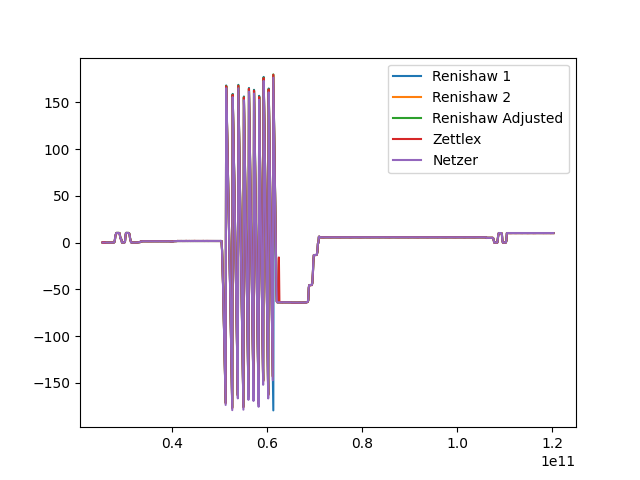 Renishaw 1
Renishaw 2
Renishaw Adjusted
Zettlex
Netzer
150
100
50
0
−50
−100
−150
0.4 0.6 0.8 1.0 1.2
1e11